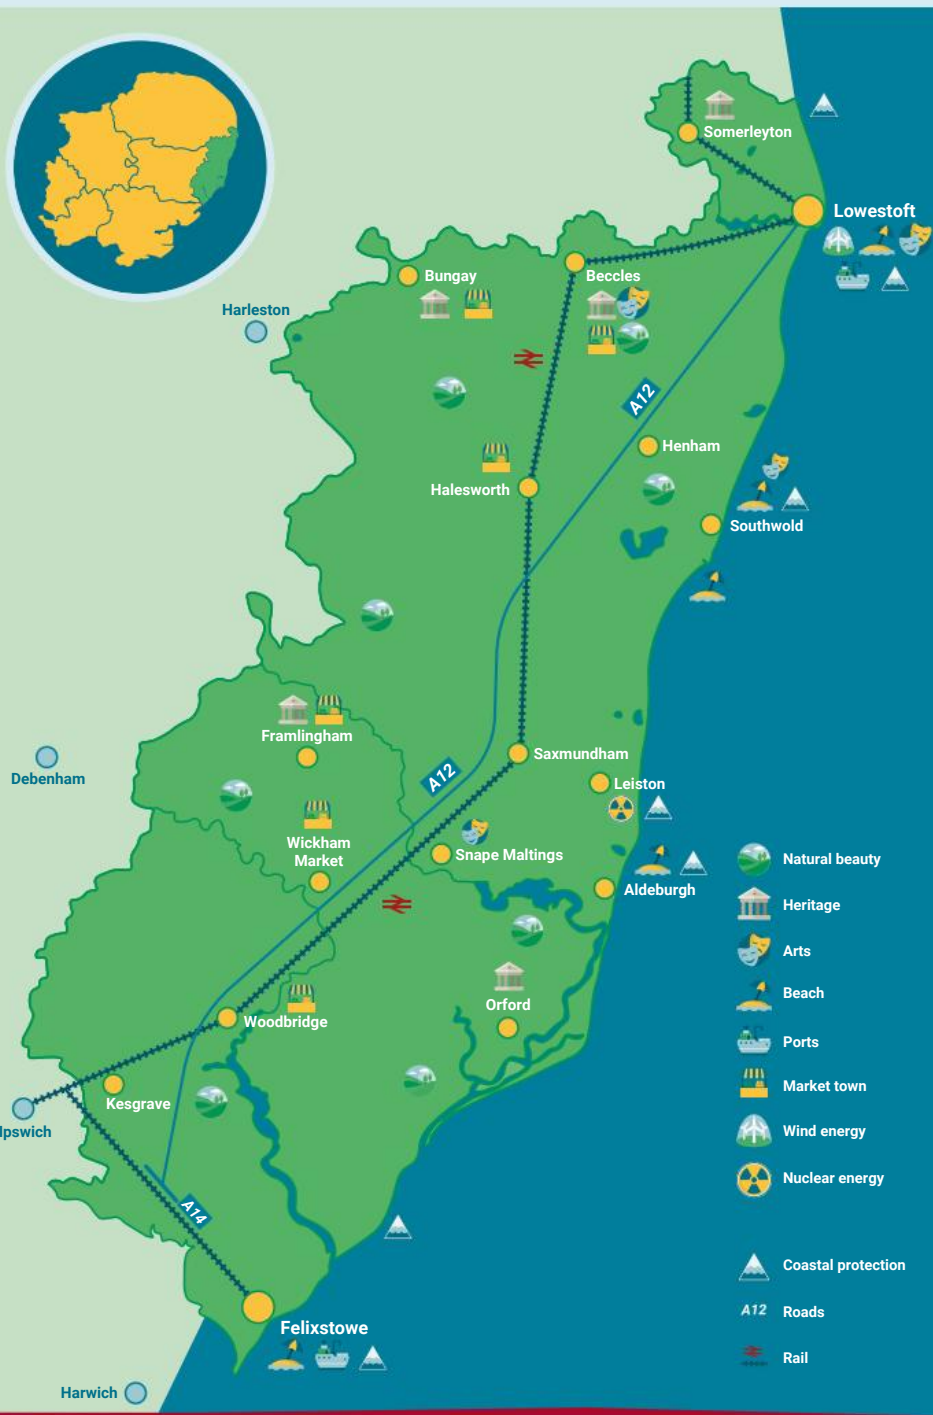 Somerleyton
Lowestoft
Bungay
Beccles
Harleston
A12
Henham
Halesworth
Southwold
Framlingham
Saxmundham
Debenham
A12
Leiston
Wickham
Market
Snape Maltings
Aldeburgh
Orford
Woodbridge
Kesgrave
Ipswich
A14
Felixstowe
Harwich
Natural beauty
Heritage
Arts
Beach
Ports
Market town
Wind energy
Nuclear energy
Coastal protection
A12 Roads
Rail